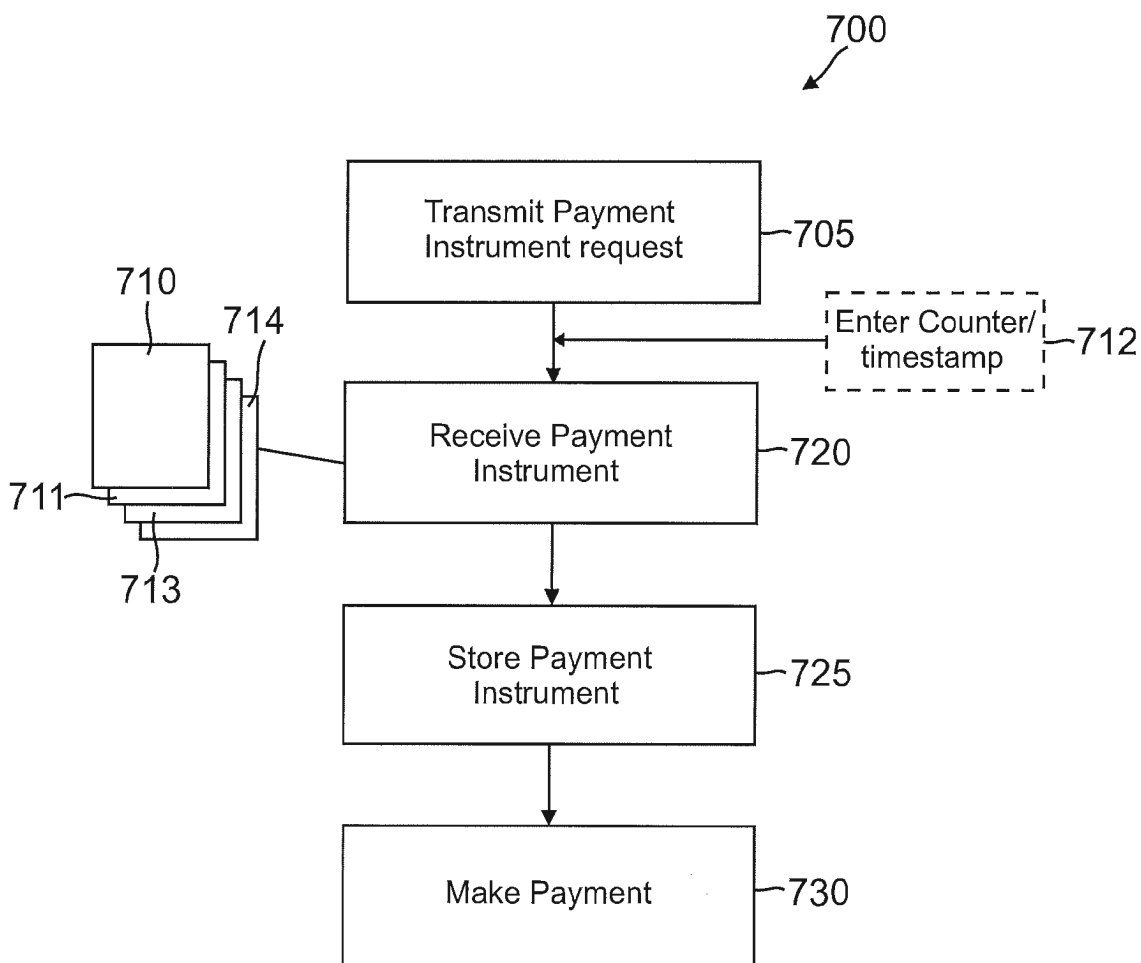 700
Transmit Payment
Instrument request
705
710
714
Enter Counter/
timestamp
712
Receive Payment
Instrument
720
711
713
Store Payment
Instrument
725
Make Payment
730